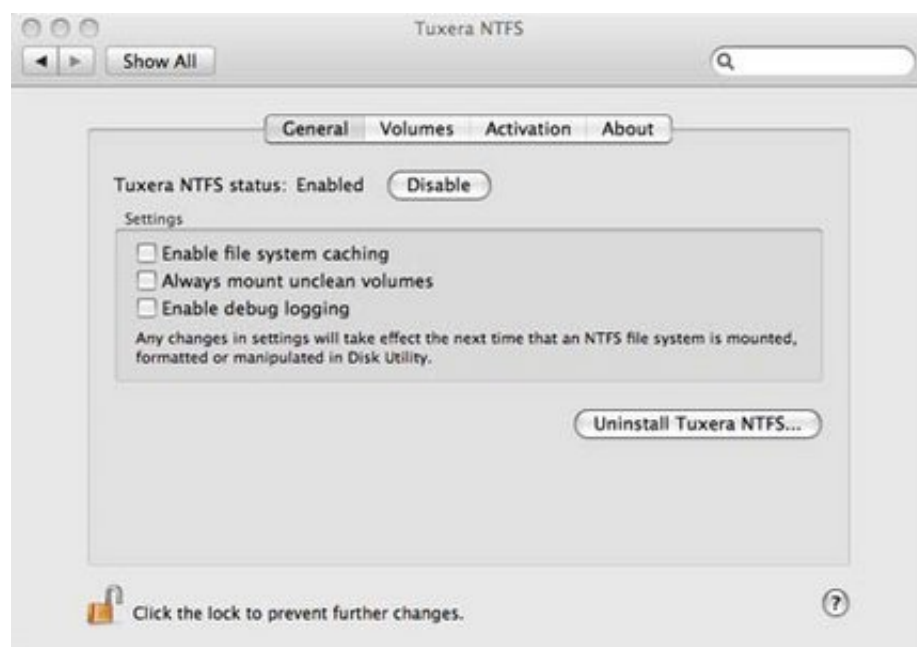 Tuxera NTFS
Show All
General Volumes Activation About
Tuxera NTFS status: Enabled Disable
Settings
Enable file system caching
Always mount unclean volumes
Enable debug logging
Any changes in settings will take effect the next time that an NTFS file system is mounted,
formatted or manipulated in Disk Utility.
Uninstall Tuxera NTFS...
Click the lock to prevent further changes.
?